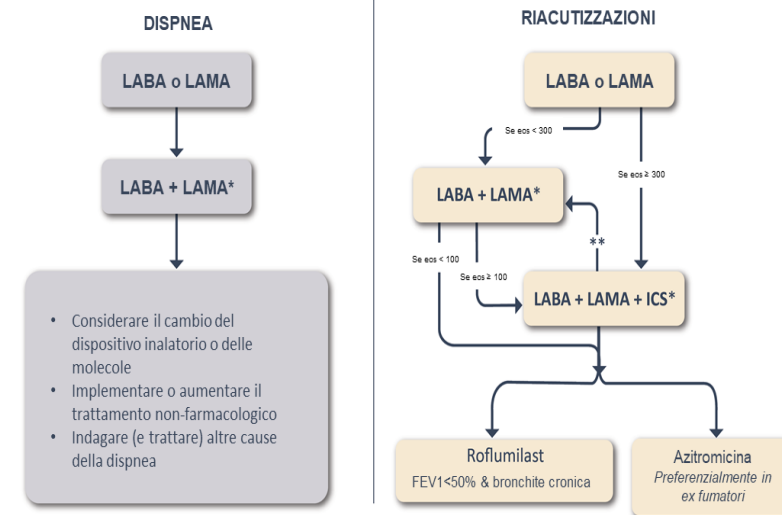 DISPNEA
LABA o LAMA
LABA + LAMA*
• Considerare il cambio del
dispositivo inalatorio o delle
molecole
• Implementare o aumentare il
trattamento non-farmacologico
• Indagare (e trattare) altre cause
della dispnea
RIACUTIZZAZIONI
LABA o LAMA
Se eos < 300
Se eos ≥ 300
LABA + LAMA*
**
Se eos < 100
Se eos ≥ 100
LABA + LAMA + ICS*
Roflumilast
FEV1<50% & bronchite cronica
Azitromicina
Preferenzialmente in
ex fumatori